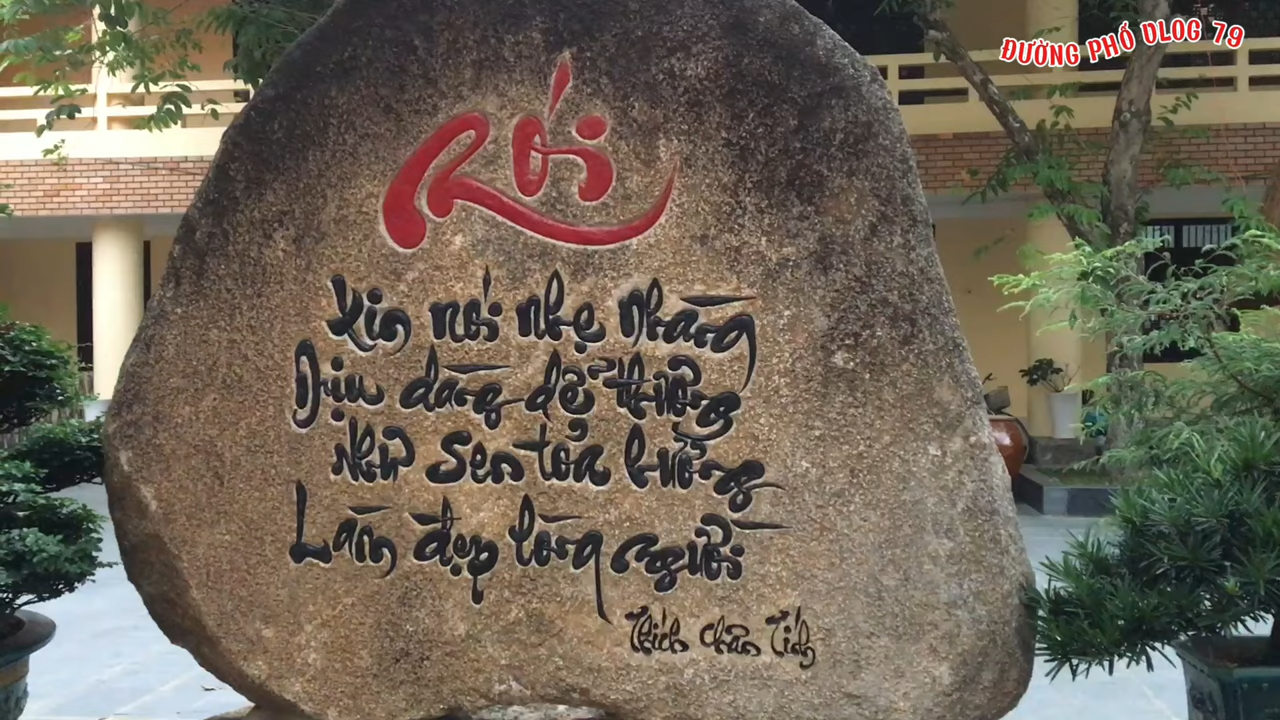 ĐƯỜNG PHỐ VLOG 79
Nói
Xin nói nhẹ nhàng
Dịu dàng dễ thương
Như sen tỏa hương
Làm đẹp lòng người
Thích Chân Tính